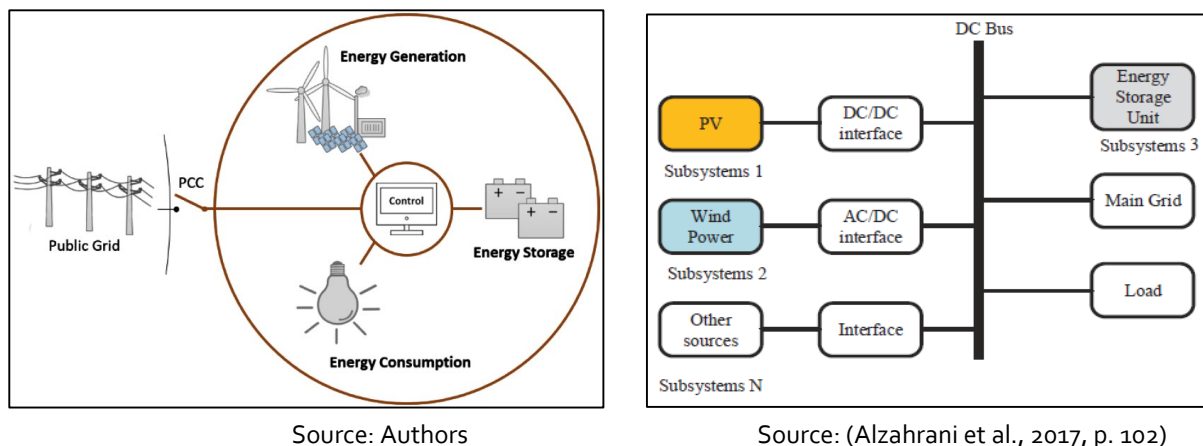 Energy Generation
PCC
Control
Public Grid
+ −
+ −
Energy Storage
Energy Consumption
Source: Authors
DC Bus
PV
DC/DC
interface
Subsystems 1
Energy
Storage
Unit
Subsystems 3
Wind
Power
AC/DC
interface
Subsystems 2
Main Grid
Other
sources
Interface
Subsystems N
Load
Source: (Alzahrani et al., 2017, p. 102)